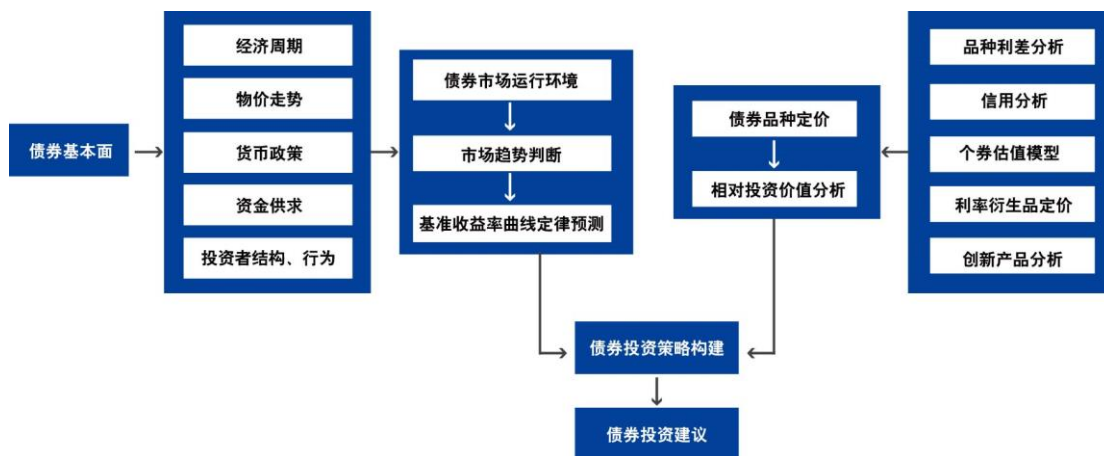 债券基本面
经济周期
物价走势
货币政策
资金供求
投资者结构、行为
债券市场运行环境
市场趋势判断
基准收益率曲线定律预测
债券品种定价
相对投资价值分析
品种利差分析
信用分析
个券估值模型
利率衍生品定价
创新产品分析
债券投资策略构建
债券投资建议